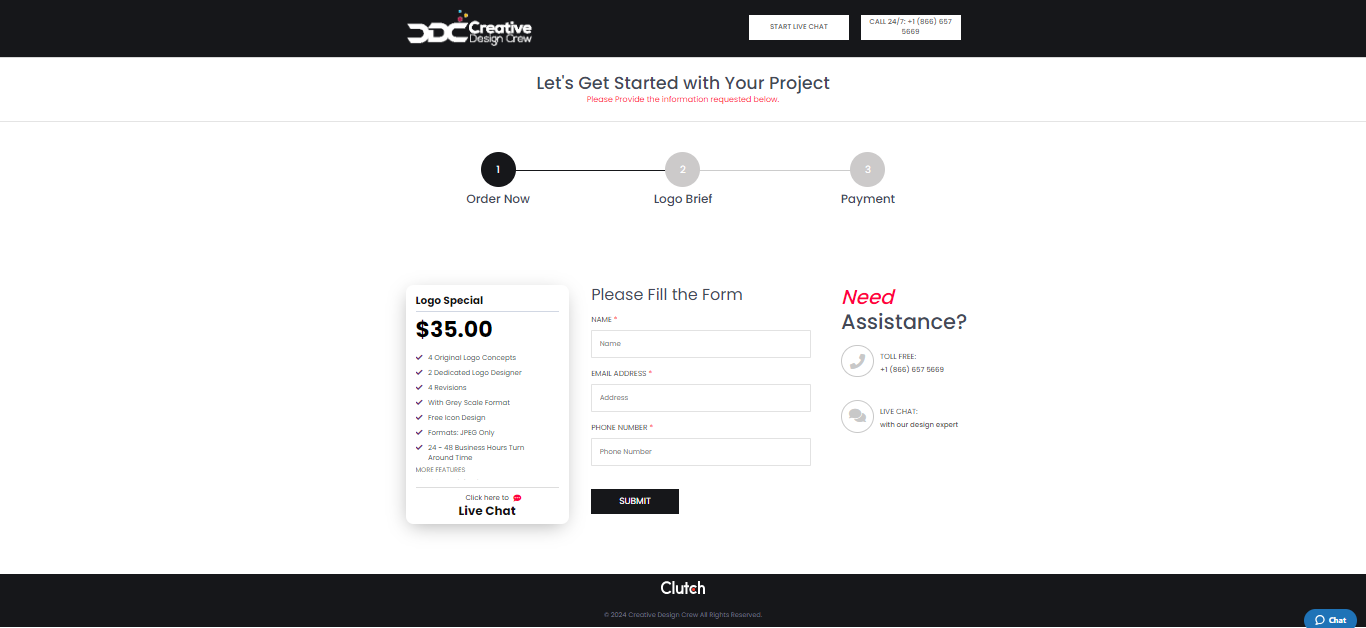 CDC Creative
Design Crew
START LIVE CHAT
CALL 24/7: +1 (866) 657
5669
Let's Get Started with Your Project
Please Provide the information requested below.
1
2
3
Order Now
Logo Brief
Payment
Logo Special
$35.00
4 Original Logo Concepts
2 Dedicated Logo Designer
4 Revisions
With Grey Scale Format
Free Icon Design
Formats: JPEG Only
24 - 48 Business Hours Turn
Around Time
MORE FEATURES
Click here to
Live Chat
Please Fill the Form
NAME *
Name
EMAIL ADDRESS *
Address
PHONE NUMBER *
Phone Number
SUBMIT
Need
Assistance?
TOLL FREE:
+1 (866) 657 5669
LIVE CHAT:
with our design expert
Clutch
© 2024 Creative Design Crew All Rights Reserved.
Chat